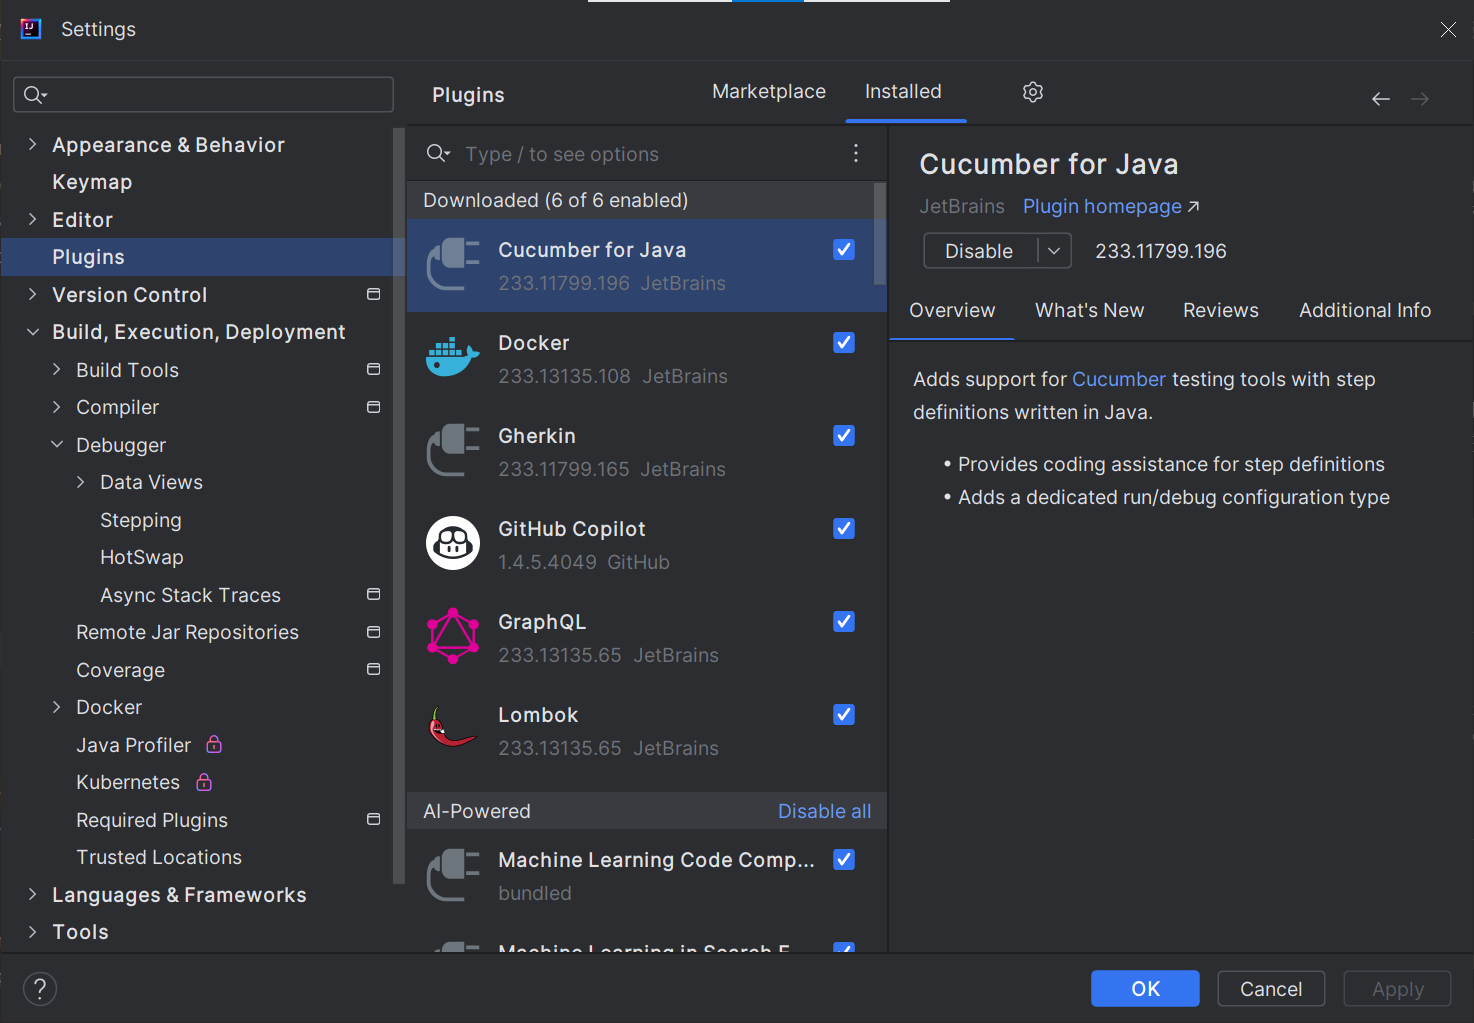 Settings
Plugins
Marketplace
Installed
Appearance & Behavior
Keymap
Editor
Plugins
Version Control
Build, Execution, Deployment
Build Tools
Compiler
Debugger
Data Views
Stepping
HotSwap
Async Stack Traces
Remote Jar Repositories
Coverage
Docker
Java Profiler
Kubernetes
Required Plugins
Trusted Locations
Languages & Frameworks
Tools
Type / to see options
Downloaded (6 of 6 enabled)
Cucumber for Java
233.11799.196 JetBrains
Docker
233.13135.108 JetBrains
Gherkin
233.11799.165 JetBrains
GitHub Copilot
1.4.5.4049 GitHub
GraphQL
233.13135.65 JetBrains
Lombok
233.13135.65 JetBrains
AI-Powered
Disable all
Machine Learning Code Comp...
bundled
Machine Learning in Search E
Cucumber for Java
JetBrains Plugin homepage ↗
Disable
233.11799.196
Overview
What's New
Reviews
Additional Info
Adds support for Cucumber testing tools with step
definitions written in Java.
• Provides coding assistance for step definitions
• Adds a dedicated run/debug configuration type
?
OK
Cancel
Apply